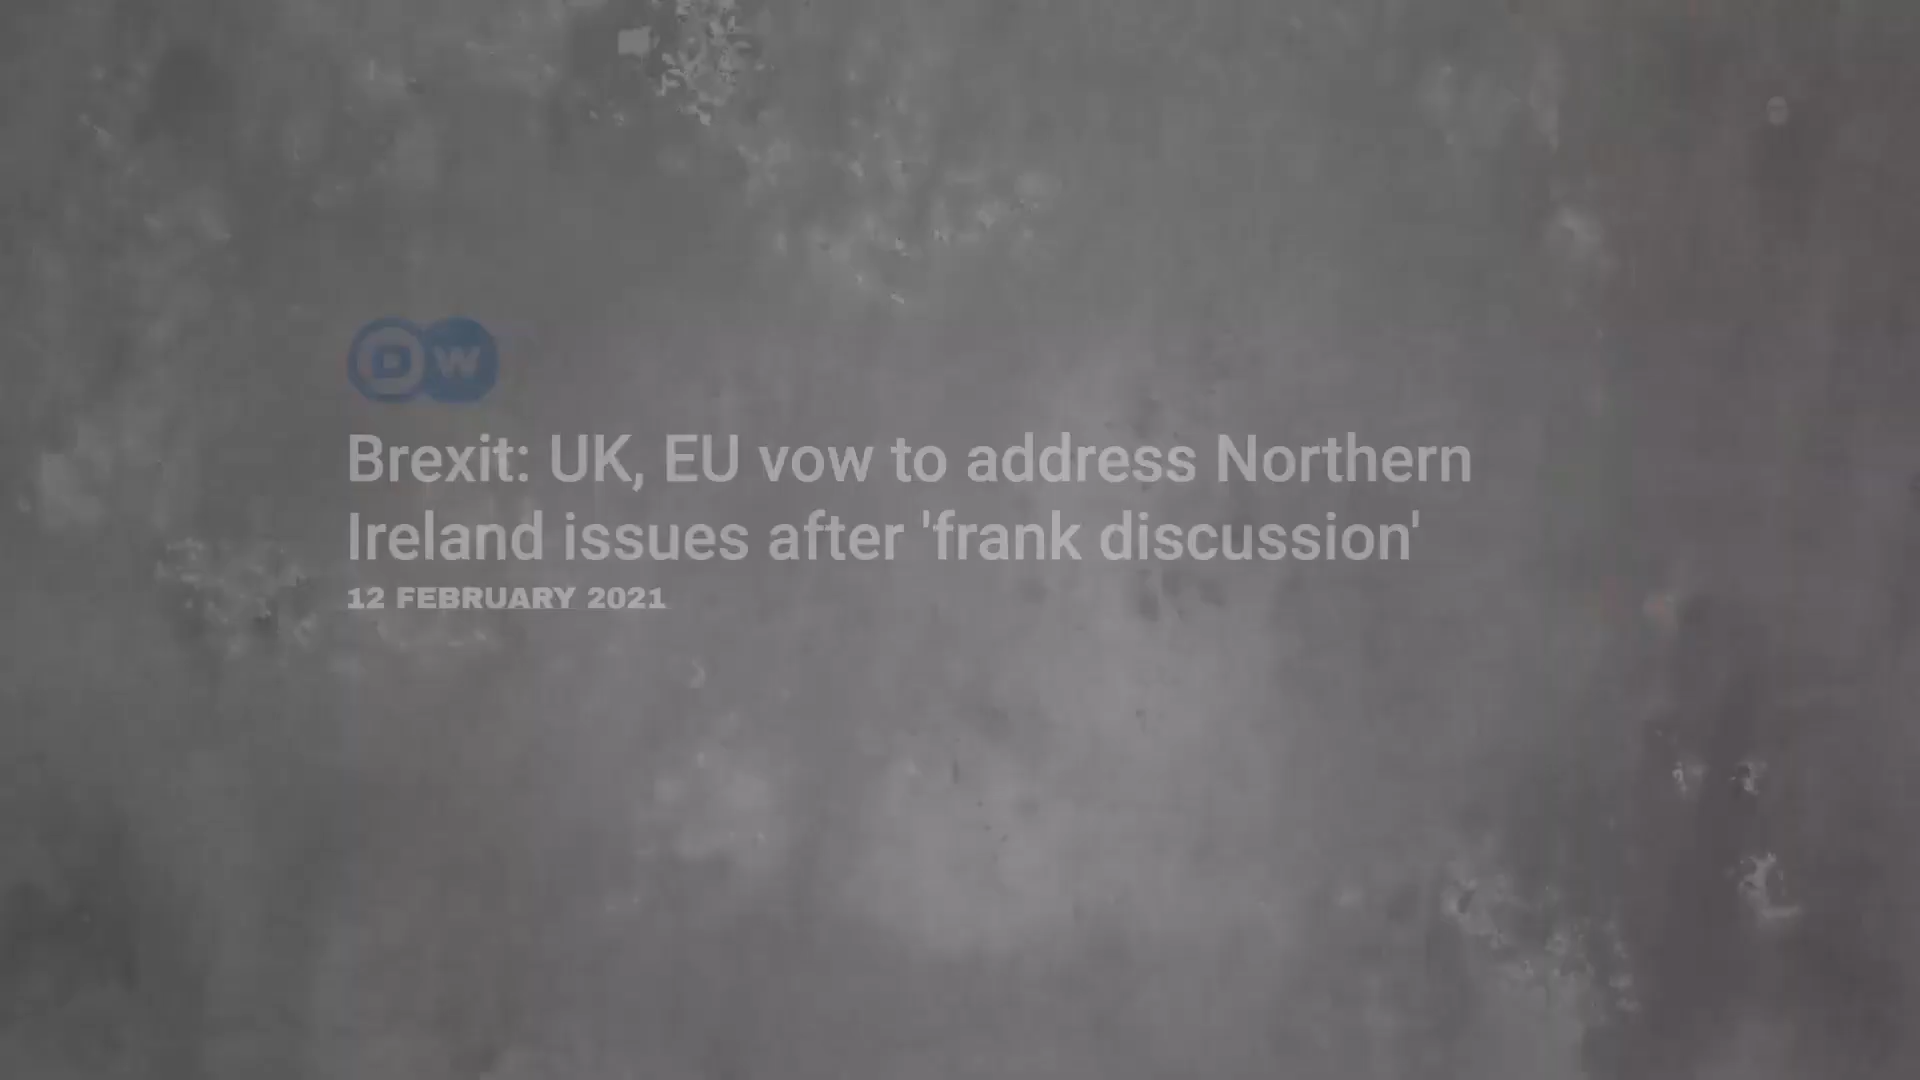 DW
Brexit: UK, EU vow to address Northern
Ireland issues after 'frank discussion'
12 FEBRUARY 2021